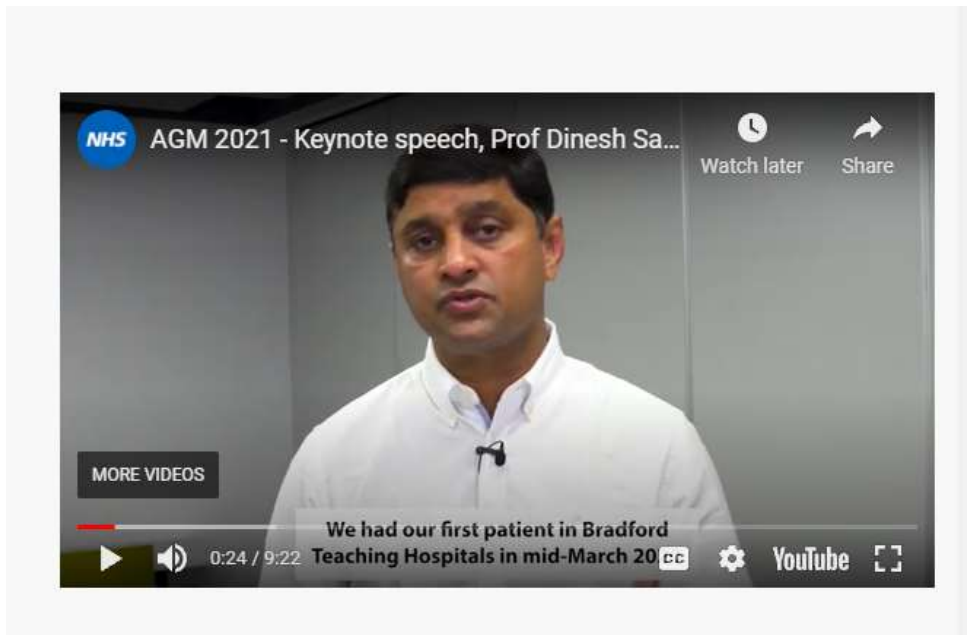 NHS
AGM 2021 - Keynote speech, Prof Dinesh Sa...
Watch later
Share
MORE VIDEOS
We had our first patient in Bradford
Teaching Hospitals in mid-March 20
0:24 / 9:22
CC
YouTube